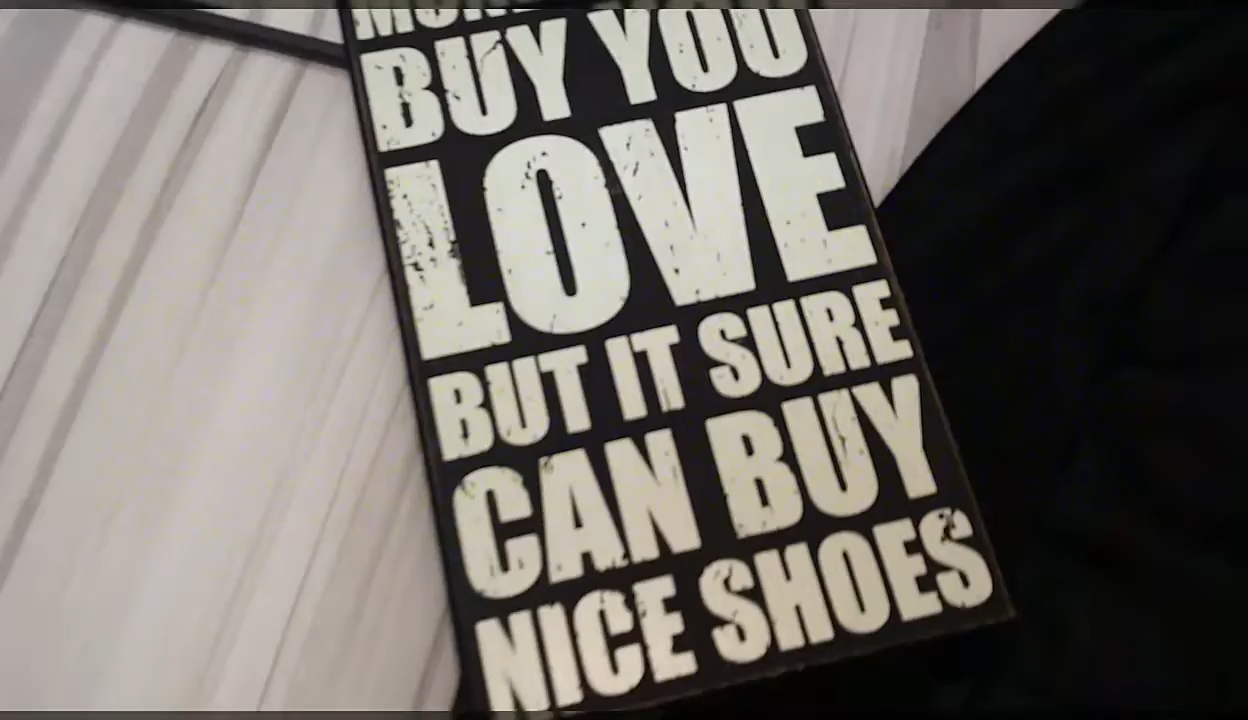 BUY YOU
LOVE
BUT IT SURE
CAN BUY
NICE SHOES